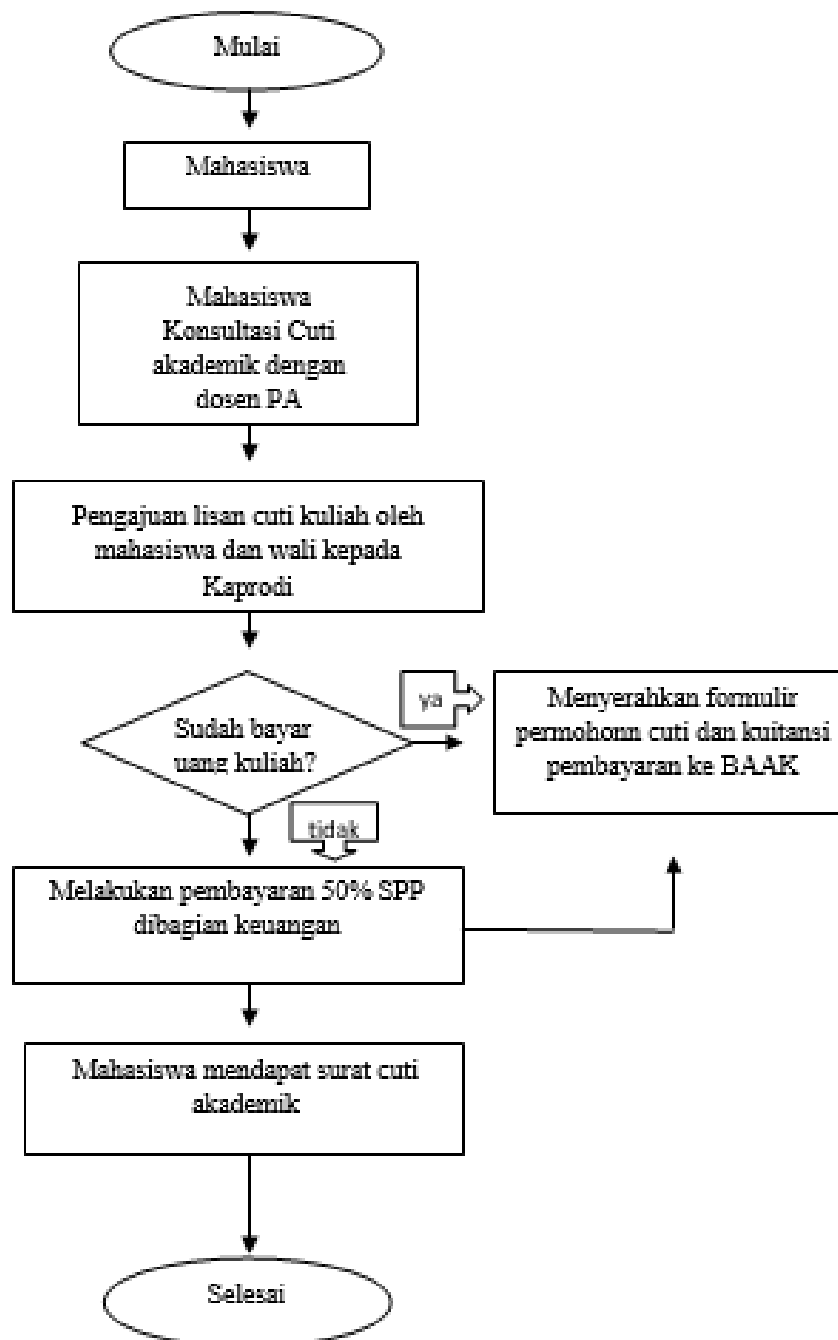 Mulai
Mahasiswa
Mahasiswa
Konsultasi Cuti
akademik dengan
dosen PA
Pengajuan lisan cuti kuliah oleh
mahasiswa dan wali kepada
Kaprodi
Sudah bayar
uang kuliah?
ya
Menyerahkan formulir
permohonn cuti dan kuitansi
pembayaran ke BAAK
tidak
Melakukan pembayaran 50% SPP
dibagian keuangan
Mahasiswa mendapat surat cuti
akademik
Selesai